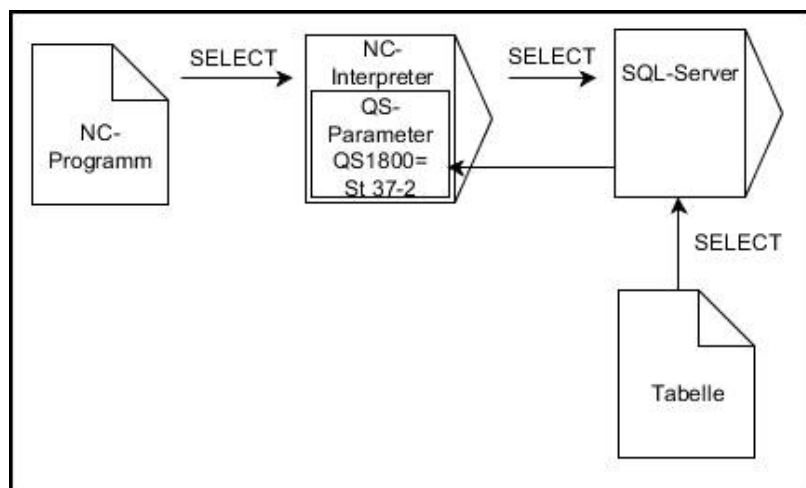 SELECT
NC-
Interpreter
SELECT
SQL-Server
NC-
Programm
QS-
Parameter
QS1800=
St 37-2
SELECT
Tabelle